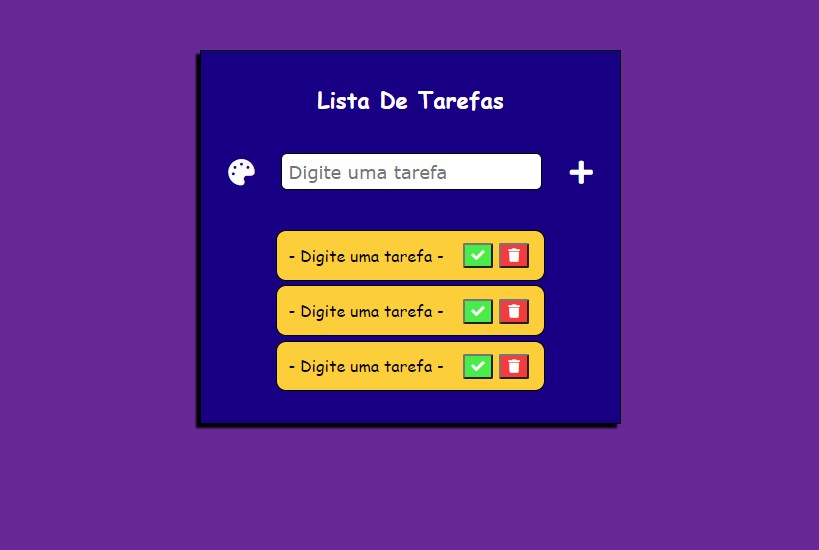 Lista De Tarefas
Digite uma tarefa
- Digite uma tarefa -
- Digite uma tarefa -
- Digite uma tarefa -